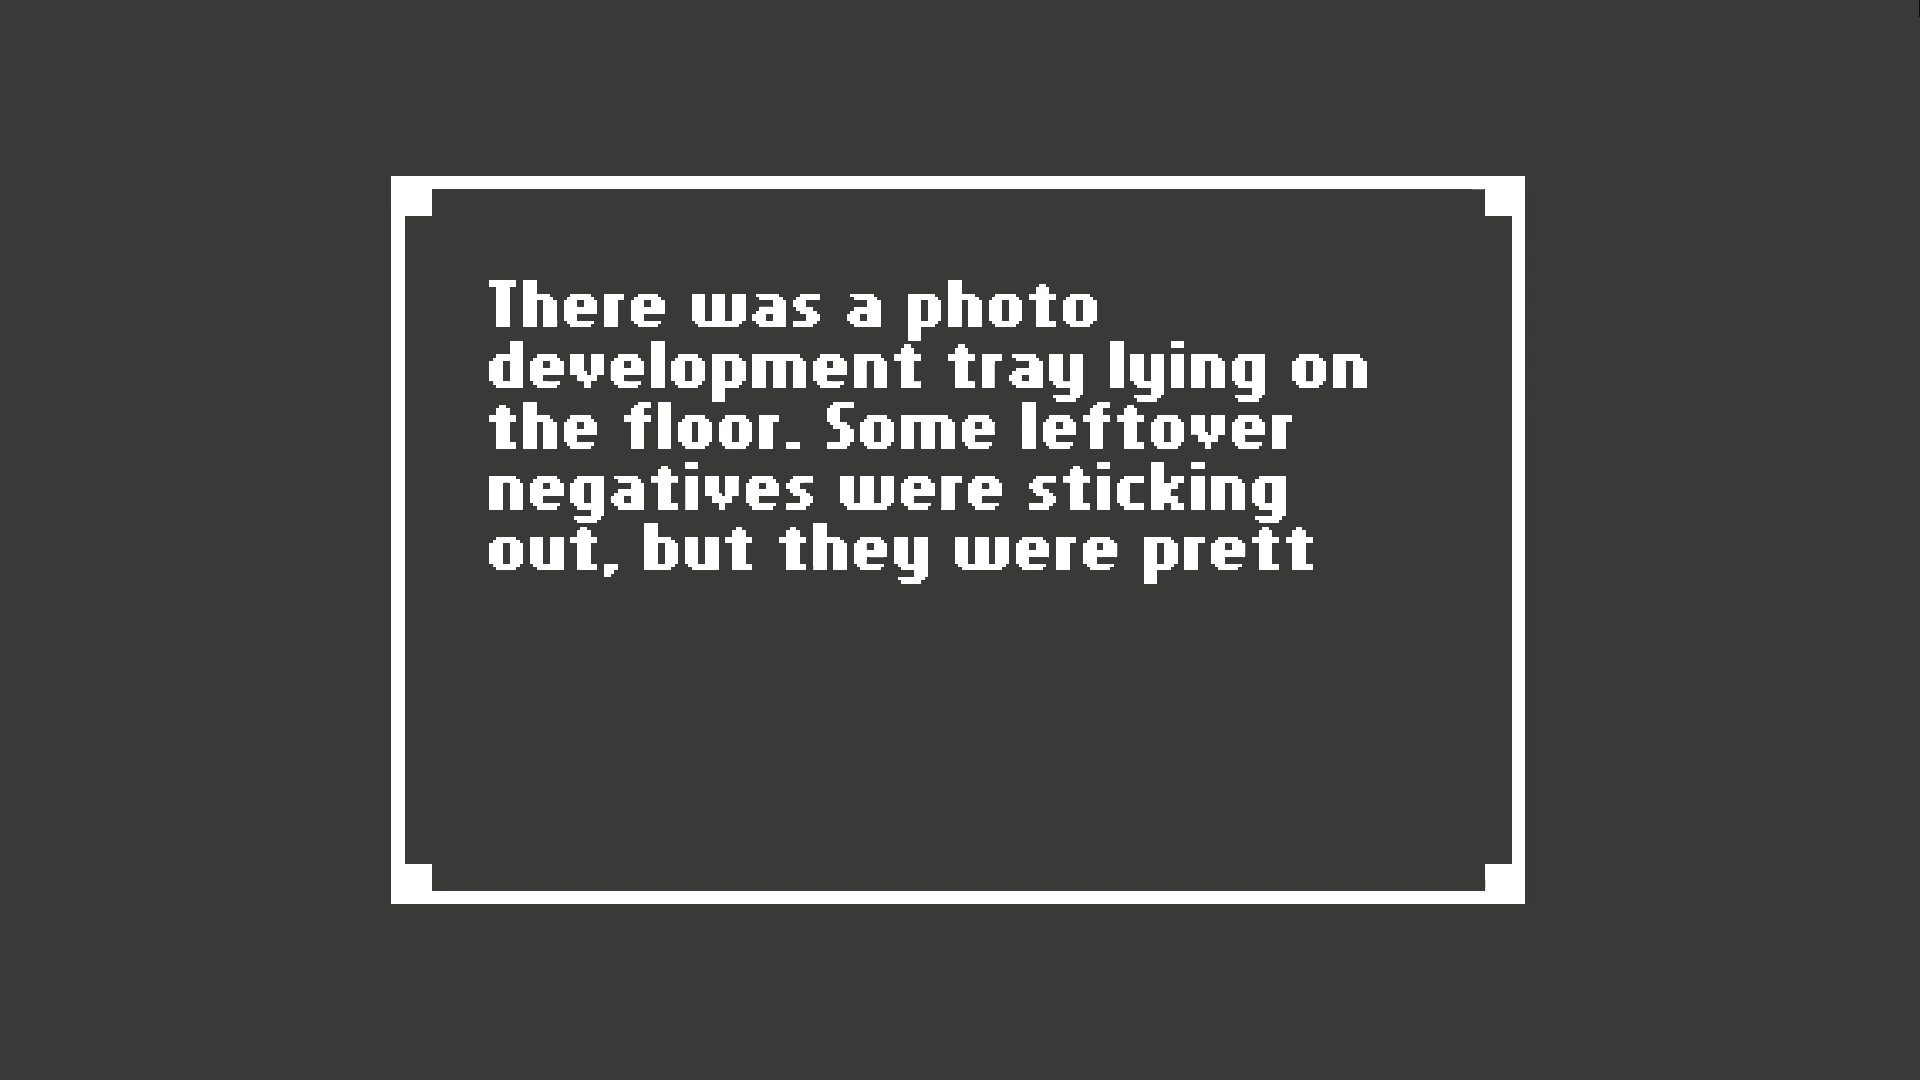 There was a photo
development tray lying on
the floor. Some leftover
negatives were sticking
out, but they were prett